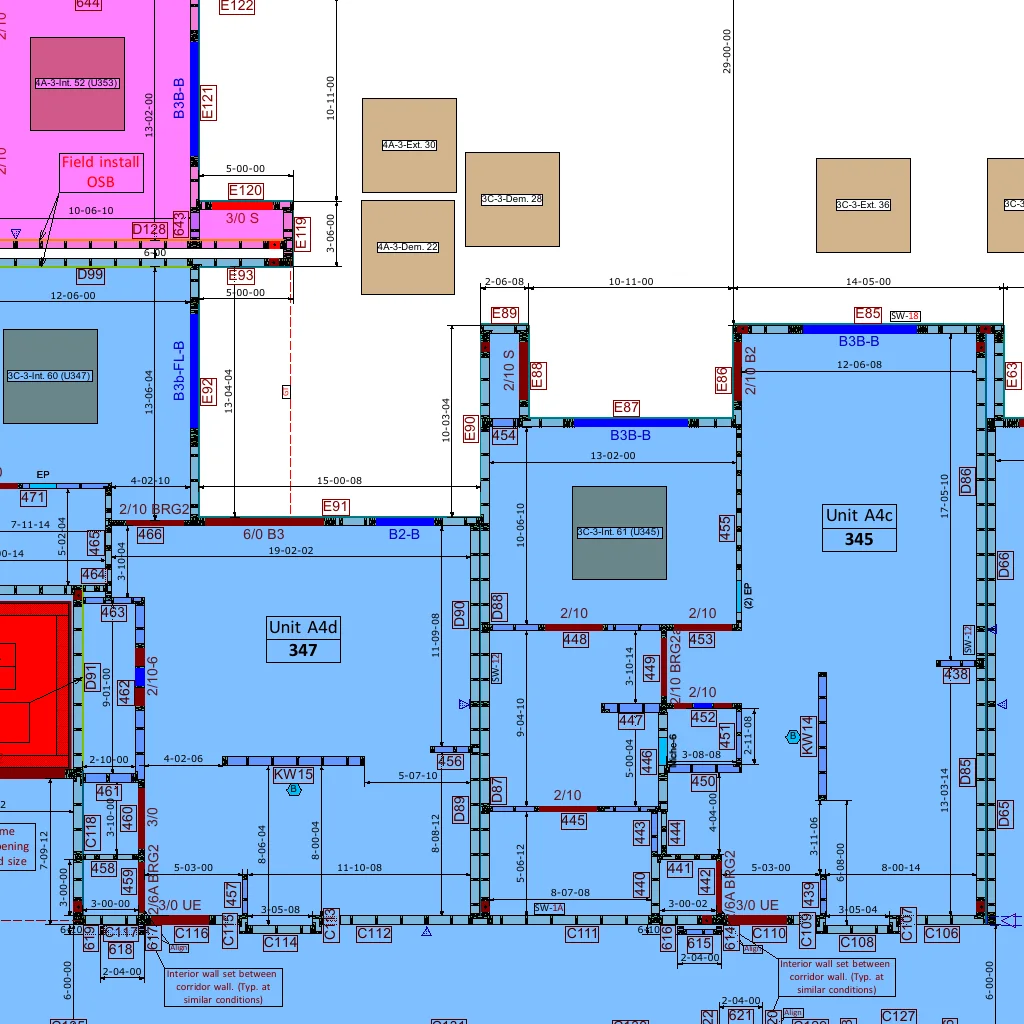 644
E122
2/10
4A-3-Int. 52 (U353)
B3B-B
E121
13-02-00
10-11-00
29-00-00
4A-3-Ext. 30
2/10
Field install
OSB
5-00-00
E120
3C-3-Dem. 28
3C-3-Ext. 36
10-06-10
643
3/0 S
D128
E119
3-06-00
4A-3-Dem. 22
6-00
D99
E93
12-06-00
5-00-00
2-06-08
10-11-00
14-05-00
E89
E85
SW-18
B3B-B
3C-3-Int. 60 (U347)
13-06-04
B3b-FL-B
E92
13-04-04
10-03-04
2/10 S
E88
E86
2/10 B2
12-06-08
E63
E87
E90
454
B3B-B
13-02-00
EP
471
4-02-10
15-00-08
D86
17-05-10
2/10 BRG2
E91
7-11-14
5-02-04
465
466
6/0 B3
B2-B
10-06-10
3C-3-Int. 61 (U345)
455
Unit A4c
345
19-02-02
3-10-04
464
D66
463
(2) EP
D90
D88
2/10
2/10
Unit A4d
347
11-09-08
448
453
SW-12
SW-12
D91
9-01-00
462
2/10-6
3-10-14
449
438
2/10
447
452
9-04-10
451
2-11-08
KW14
B
5-00-04
446
3-08-08
4-02-06
456
2-10-00
KW15
5-07-10
450
D85
461
B
D87
2/10
13-03-14
C118
3-10-00
460
3/0
D89
445
D65
7-09-12
8-06-04
8-00-04
8-08-12
443
444
4-04-00
3-11-06
6-08-00
5-06-12
458
459
5-03-00
11-10-08
441
442
5-03-00
8-00-14
3-00-00
457
8-07-08
440
439
3-00-00
3/0 UE
3-05-08
SW-1A
3-00-02
3/0 UE
3-05-04
619
C117
617
C116
C115
C114
C113
C112
C111
616
615
614
C110
C109
C108
C107
C106
618
Align
Align
2-04-00
2-04-00
6-00-00
6-00-00
Interior wall set between
corridor wall. (Typ. at
similar conditions)
Interior wall set between
corridor wall. (Typ. at
similar conditions)
2-04-00
621
Align
C127